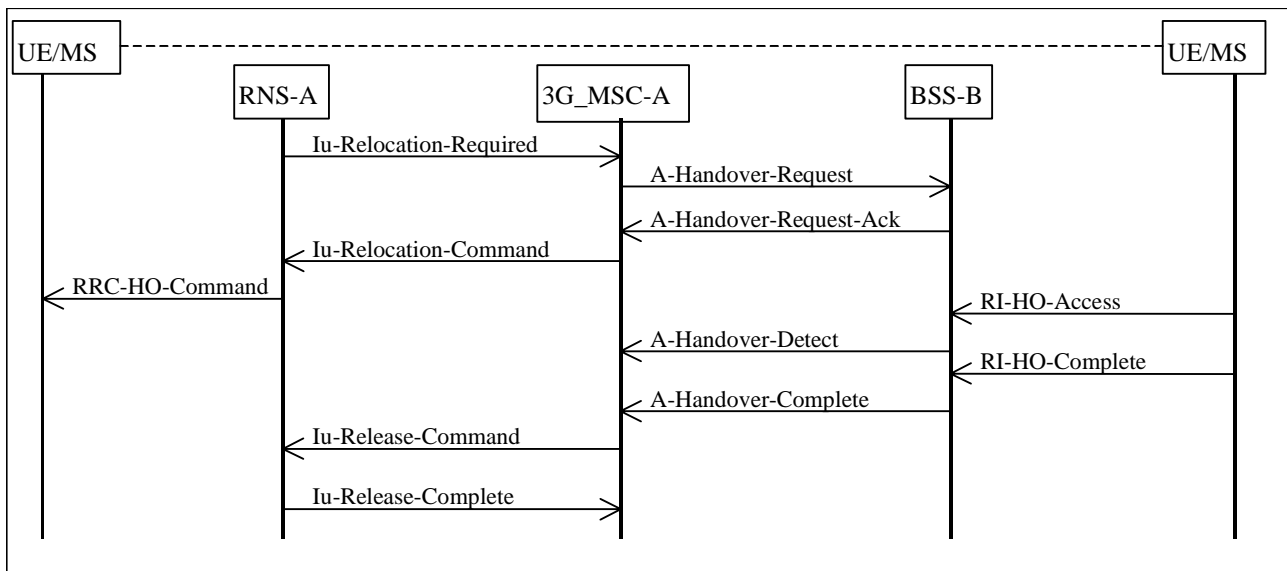 UE/MS
UE/MS
RNS-A
3G_MSC-A
BSS-B
Iu-Relocation-Required
A-Handover-Request
A-Handover-Request-Ack
Iu-Relocation-Command
RRC-HO-Command
RI-HO-Access
A-Handover-Detect
RI-HO-Complete
A-Handover-Complete
Iu-Release-Command
Iu-Release-Complete